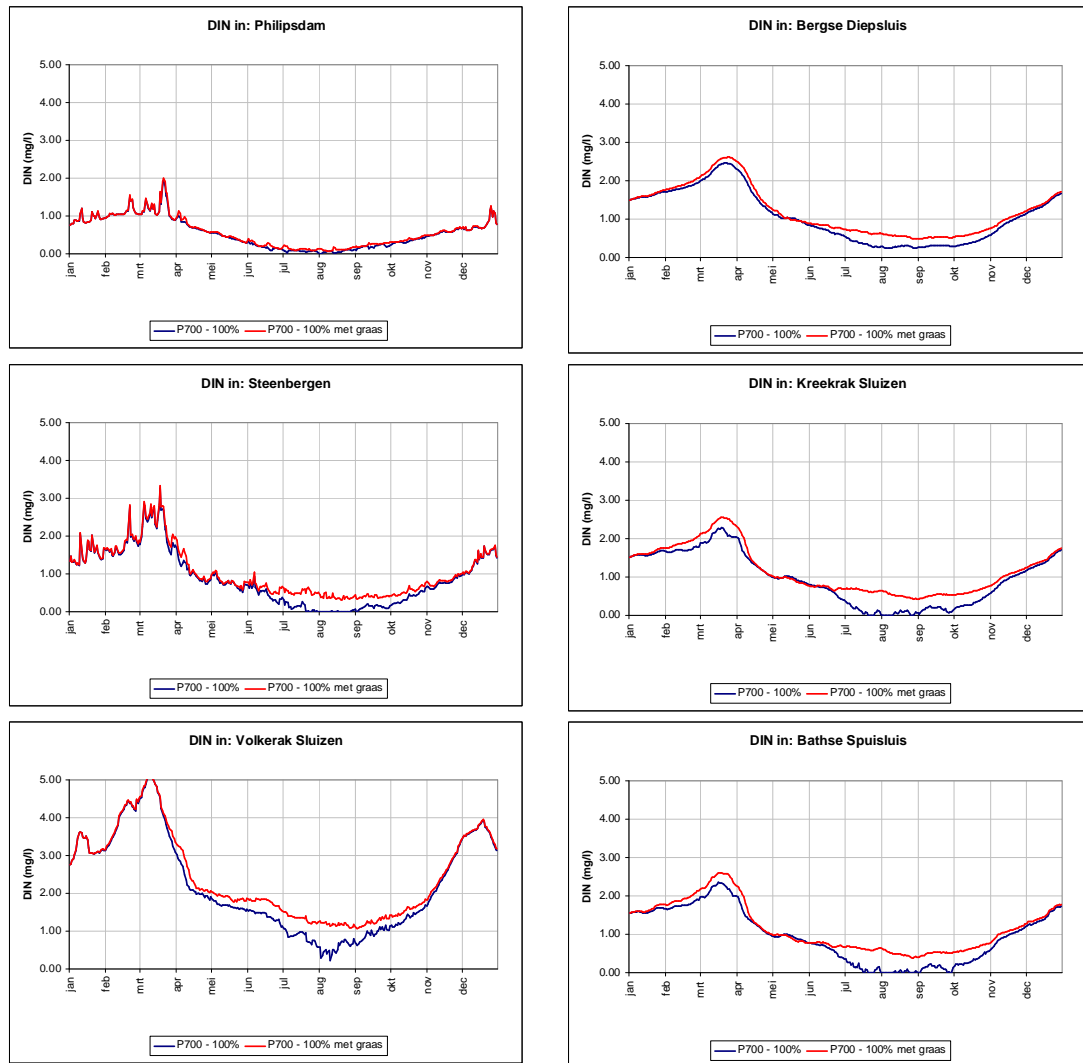 DIN in: Philipsdam
DIN (mg/l)
5.00
4.00
3.00
2.00
1.00
0.00
jan feb mrt apr mei jun jul aug sep okt nov dec
P700 - 100% P700 - 100% met graas
DIN in: Bergse Diepsluis
DIN (mg/l)
5.00
4.00
3.00
2.00
1.00
0.00
jan feb mrt apr mei jun jul aug sep okt nov dec
P700 - 100% P700 - 100% met graas
DIN in: Steenbergen
DIN (mg/l)
5.00
4.00
3.00
2.00
1.00
0.00
jan feb mrt apr mei jun jul aug sep okt nov dec
P700 - 100% P700 - 100% met graas
DIN in: Kreekrak Sluizen
DIN (mg/l)
5.00
4.00
3.00
2.00
1.00
0.00
jan feb mrt apr mei jun jul aug sep okt nov dec
P700 - 100% P700 - 100% met graas
DIN in: Volkerak Sluizen
DIN (mg/l)
5.00
4.00
3.00
2.00
1.00
0.00
jan feb mrt apr mei jun jul aug sep okt nov dec
P700 - 100% P700 - 100% met graas
DIN in: Bathse Spuisluis
DIN (mg/l)
5.00
4.00
3.00
2.00
1.00
0.00
jan feb mrt apr mei jun jul aug sep okt nov dec
P700 - 100% P700 - 100% met graas